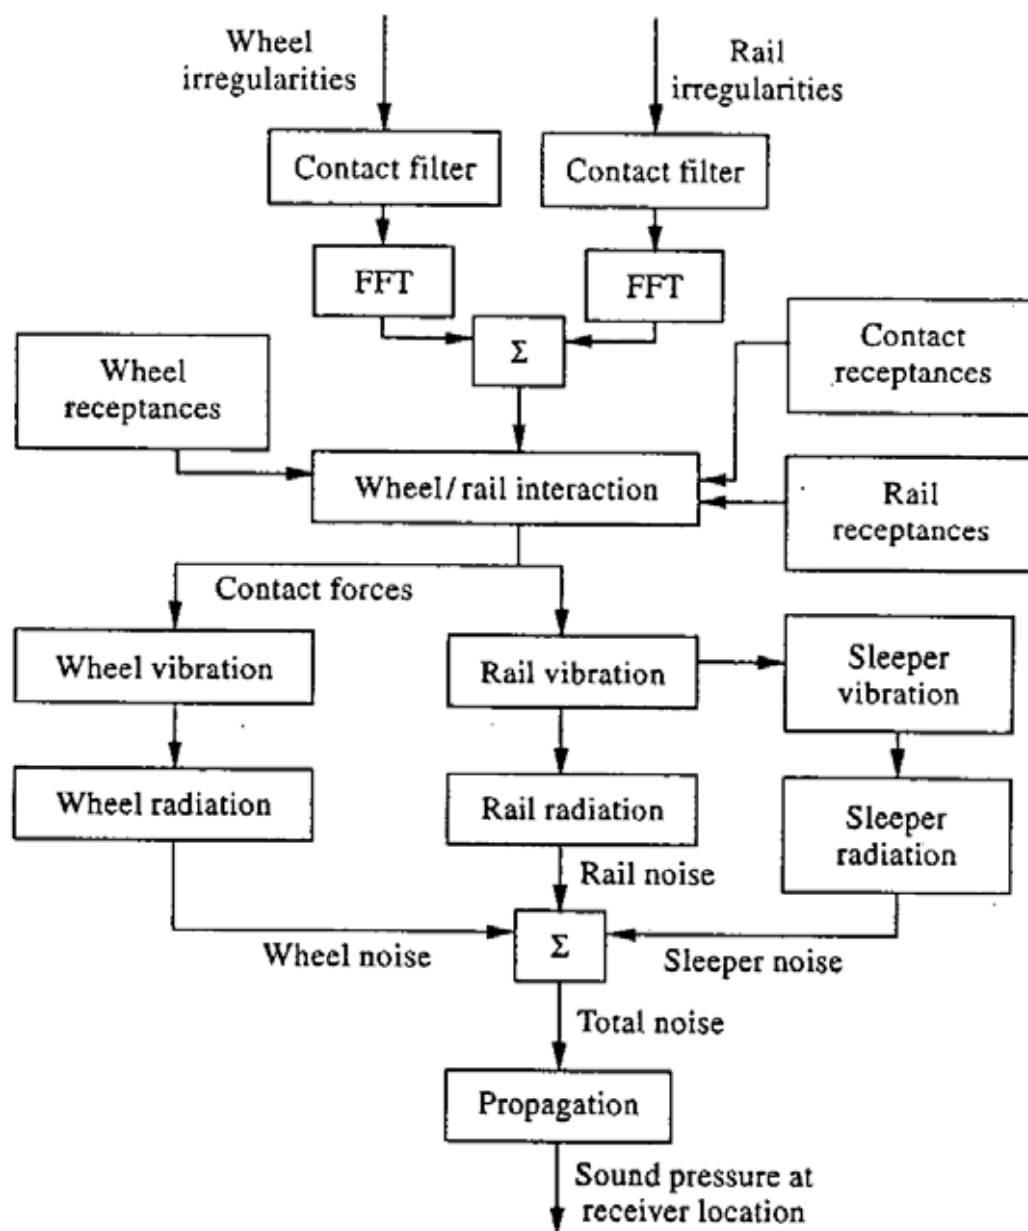 Wheel
irregularities
Rail
irregularities
Contact filter
Contact filter
FFT
FFT
Σ
Wheel
receptances
Contact
receptances
Wheel/rail interaction
Rail
receptances
Contact forces
Wheel vibration
Rail vibration
Sleeper
vibration
Wheel radiation
Rail radiation
Sleeper
radiation
Rail noise
Σ
Wheel noise
Sleeper noise
Total noise
Propagation
Sound pressure at
receiver location